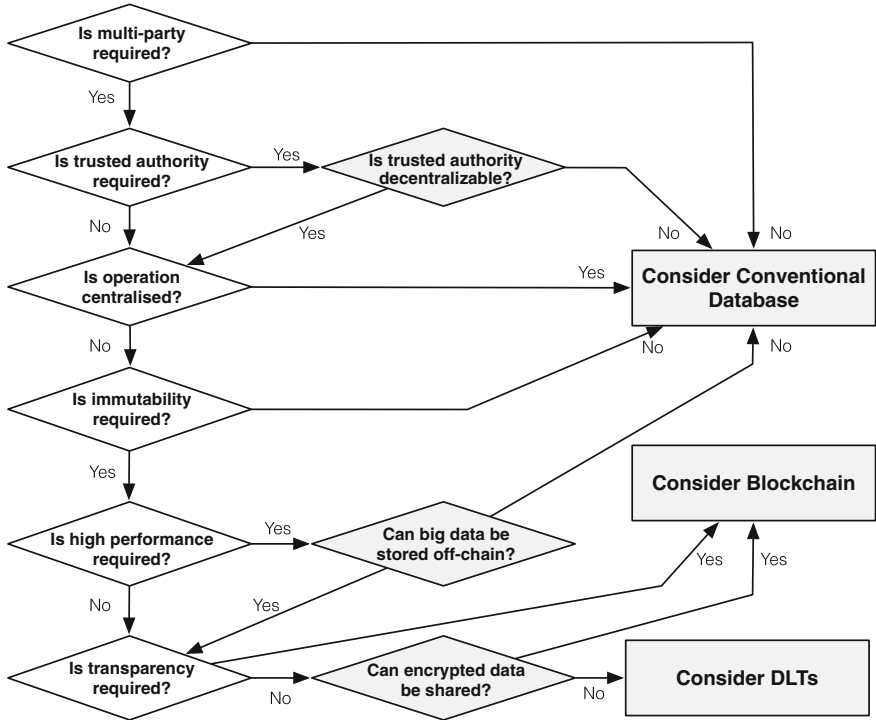 Is multi-party
required?
Yes
Is trusted authority
required?
Yes
Is trusted authority
decentralizable?
No
Yes
No
No
Is operation
centralised?
Yes
Consider Conventional
Database
No
No
No
Is immutability
required?
Yes
Consider Blockchain
Is high performance
required?
Yes
Can big data be
stored off-chain?
Yes
Yes
No
Yes
Is transparency
required?
No
Can encrypted data
be shared?
No
Consider DLTs